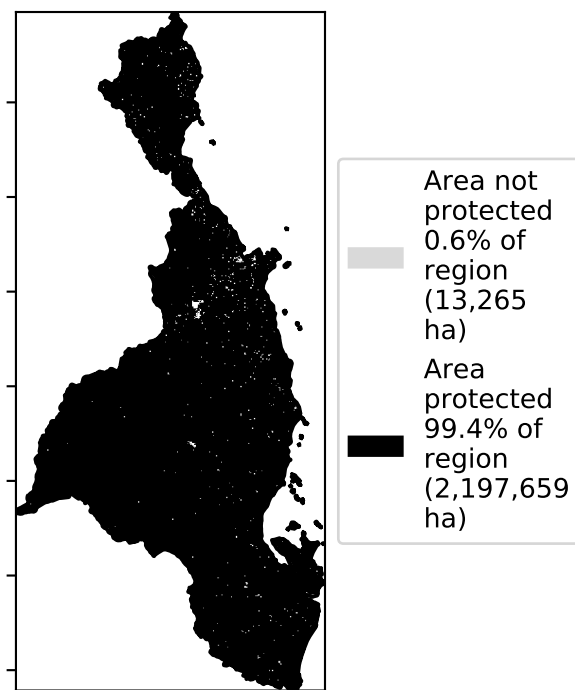 Area not
protected
0.6% of
region
(13,265
ha)
Area
protected
99.4% of
region
(2,197,659
ha)